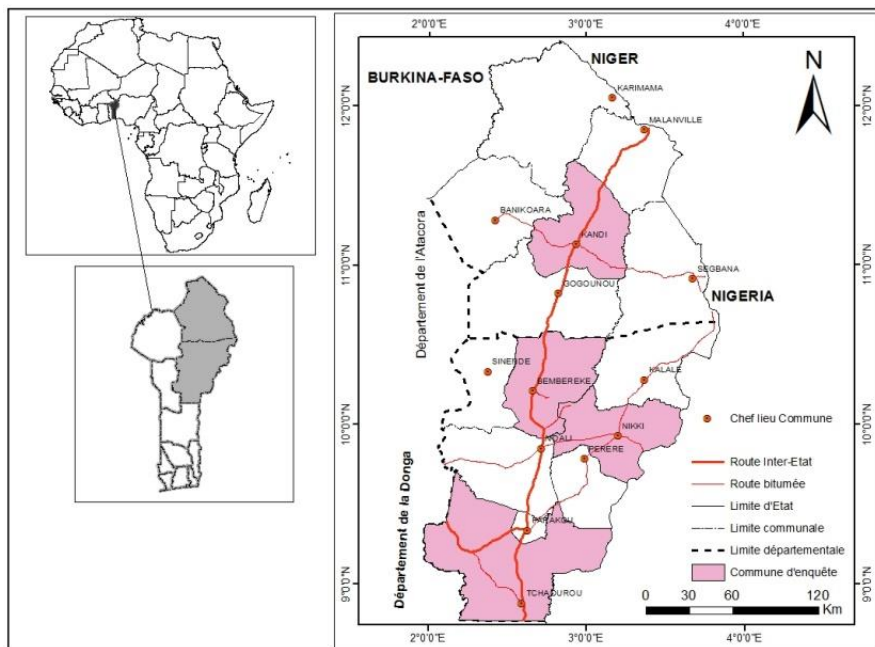 2°0'0"E 3°0'0"E 4°0'0"E
NIGER
N
BURKINA-FASO
KARIMAMA
12°0'0"N
12°0'0"N
MALANVILLE
BANIKOARA
KANDI
Département de l'Atacora
11°0'0"N
11°0'0"N
SEGBANA
GOGOUNOU
NIGERIA
SINENDE
KALALE
BEMBEREKE
Chef lieu Commune
10°0'0"N
10°0'0"N
NIKKI
NDALI
PERERE
Route Inter-Etat
Route bitumée
Limite d'Etat
Limite communale
Limite départementale
Commune d'enquête
Département de la Donga
PARAKOU
TCHAOUROU
9°0'0"N
9°0'0"N
0 30 60 120
Km
2°0'0"E 3°0'0"E 4°0'0"E